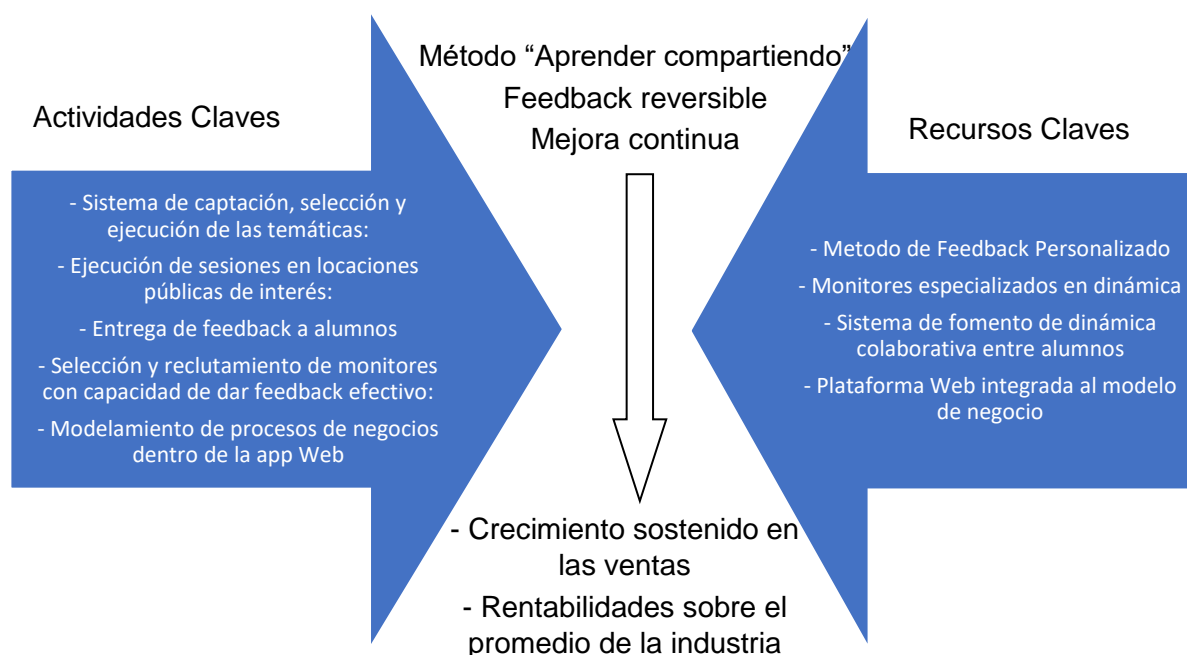 Actividades Claves
- Sistema de captación, selección y
ejecución de las temáticas:
- Ejecución de sesiones en locaciones
públicas de interés:
- Entrega de feedback a alumnos
- Selección y reclutamiento de monitores
con capacidad de dar feedback efectivo:
- Modelamiento de procesos de negocios
dentro de la app Web
Método “Aprender compartiendo”
Feedback reversible
Mejora continua
- Crecimiento sostenido en
las ventas
- Rentabilidades sobre el
promedio de la industria
Recursos Claves
- Metodo de Feedback Personalizado
- Monitores especializados en dinámica
- Sistema de fomento de dinámica
colaborativa entre alumnos
- Plataforma Web integrada al modelo
de negocio